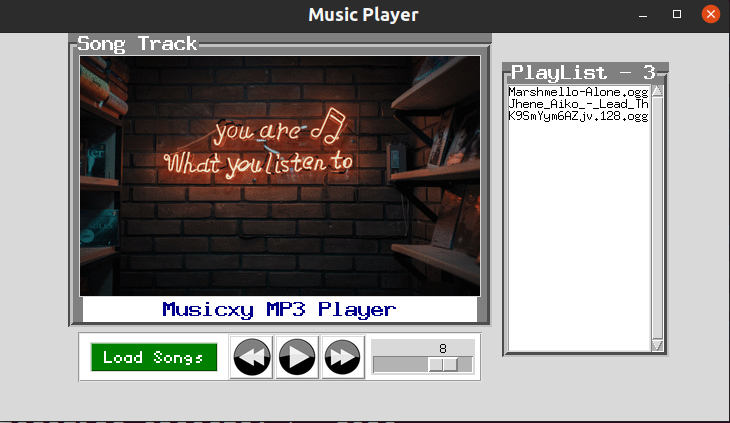 Music Player
Song Track
you are
What you listen to
Musicxy MP3 Player
Load Songs
8
PlayList - 3
Marshmello-Alone.ogg
Jhene_Aiko_-_Lead_Th
K9SmYym6AZjv.128.ogg